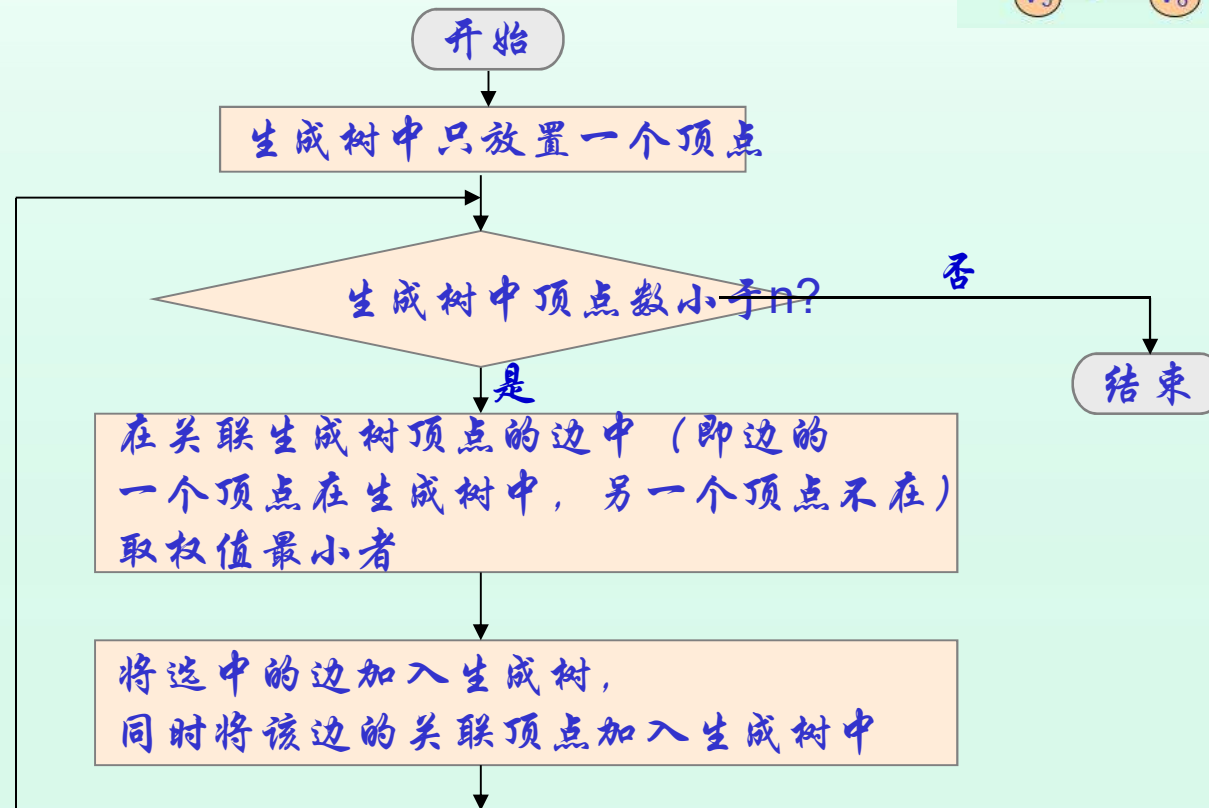 开始
生成树中只放置一个顶点
生成树中顶点数小于n?
否
是
结束
在关联生成树顶点的边中（即边的
一个顶点在生成树中，另一个顶点不在）
取权值最小者
将选中的边加入生成树，
同时将该边的关联顶点加入生成树中